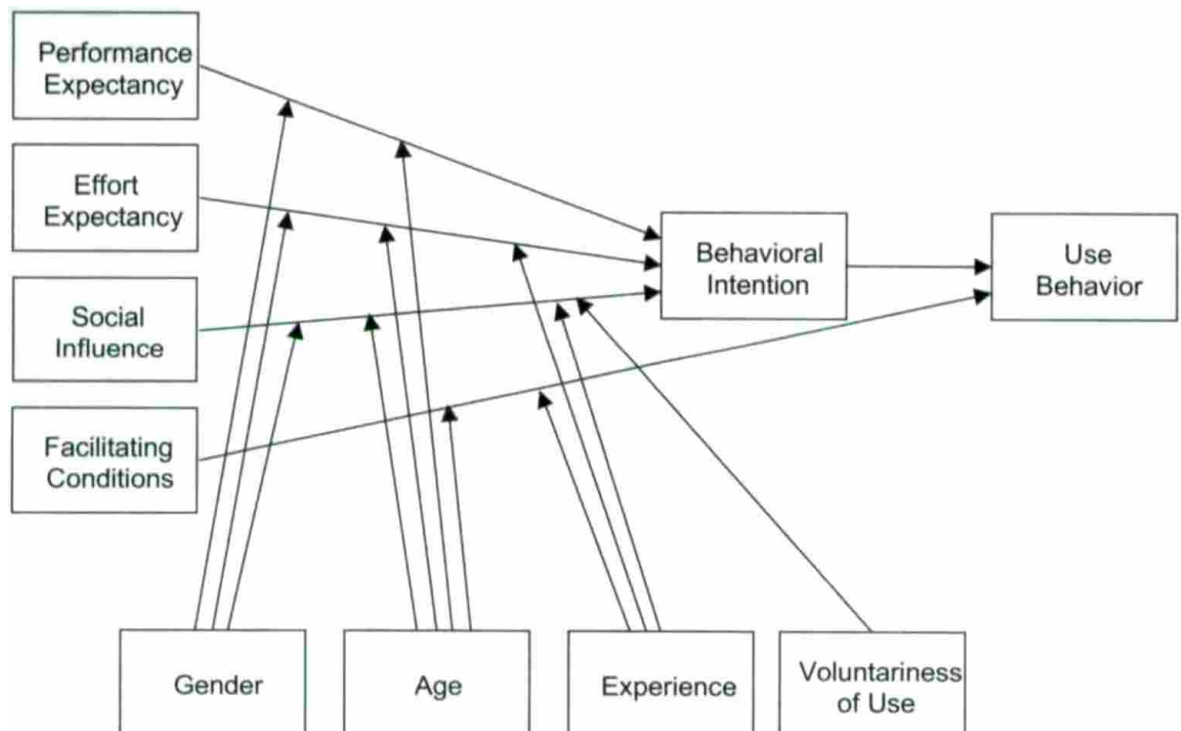 Performance
Expectancy
Effort
Expectancy
Social
Influence
Facilitating
Conditions
Behavioral
Intention
Use
Behavior
Gender
Age
Experience
Voluntariness
of Use